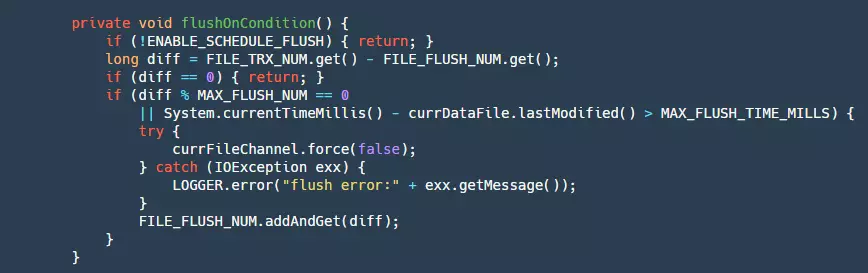 private void flushOnCondition() {
    if (!ENABLE_SCHEDULE_FLUSH) { return; }
    long diff = FILE_TRX_NUM.get() - FILE_FLUSH_NUM.get();
    if (diff == 0) { return; }
    if (diff % MAX_FLUSH_NUM == 0
        || System.currentTimeMillis() - currDataFile.lastModified() > MAX_FLUSH_TIME_MILLS) {
        try {
            currFileChannel.force(false);
        } catch (IOException exx) {
            LOGGER.error("flush error:" + exx.getMessage());
        }
        FILE_FLUSH_NUM.addAndGet(diff);
    }
}